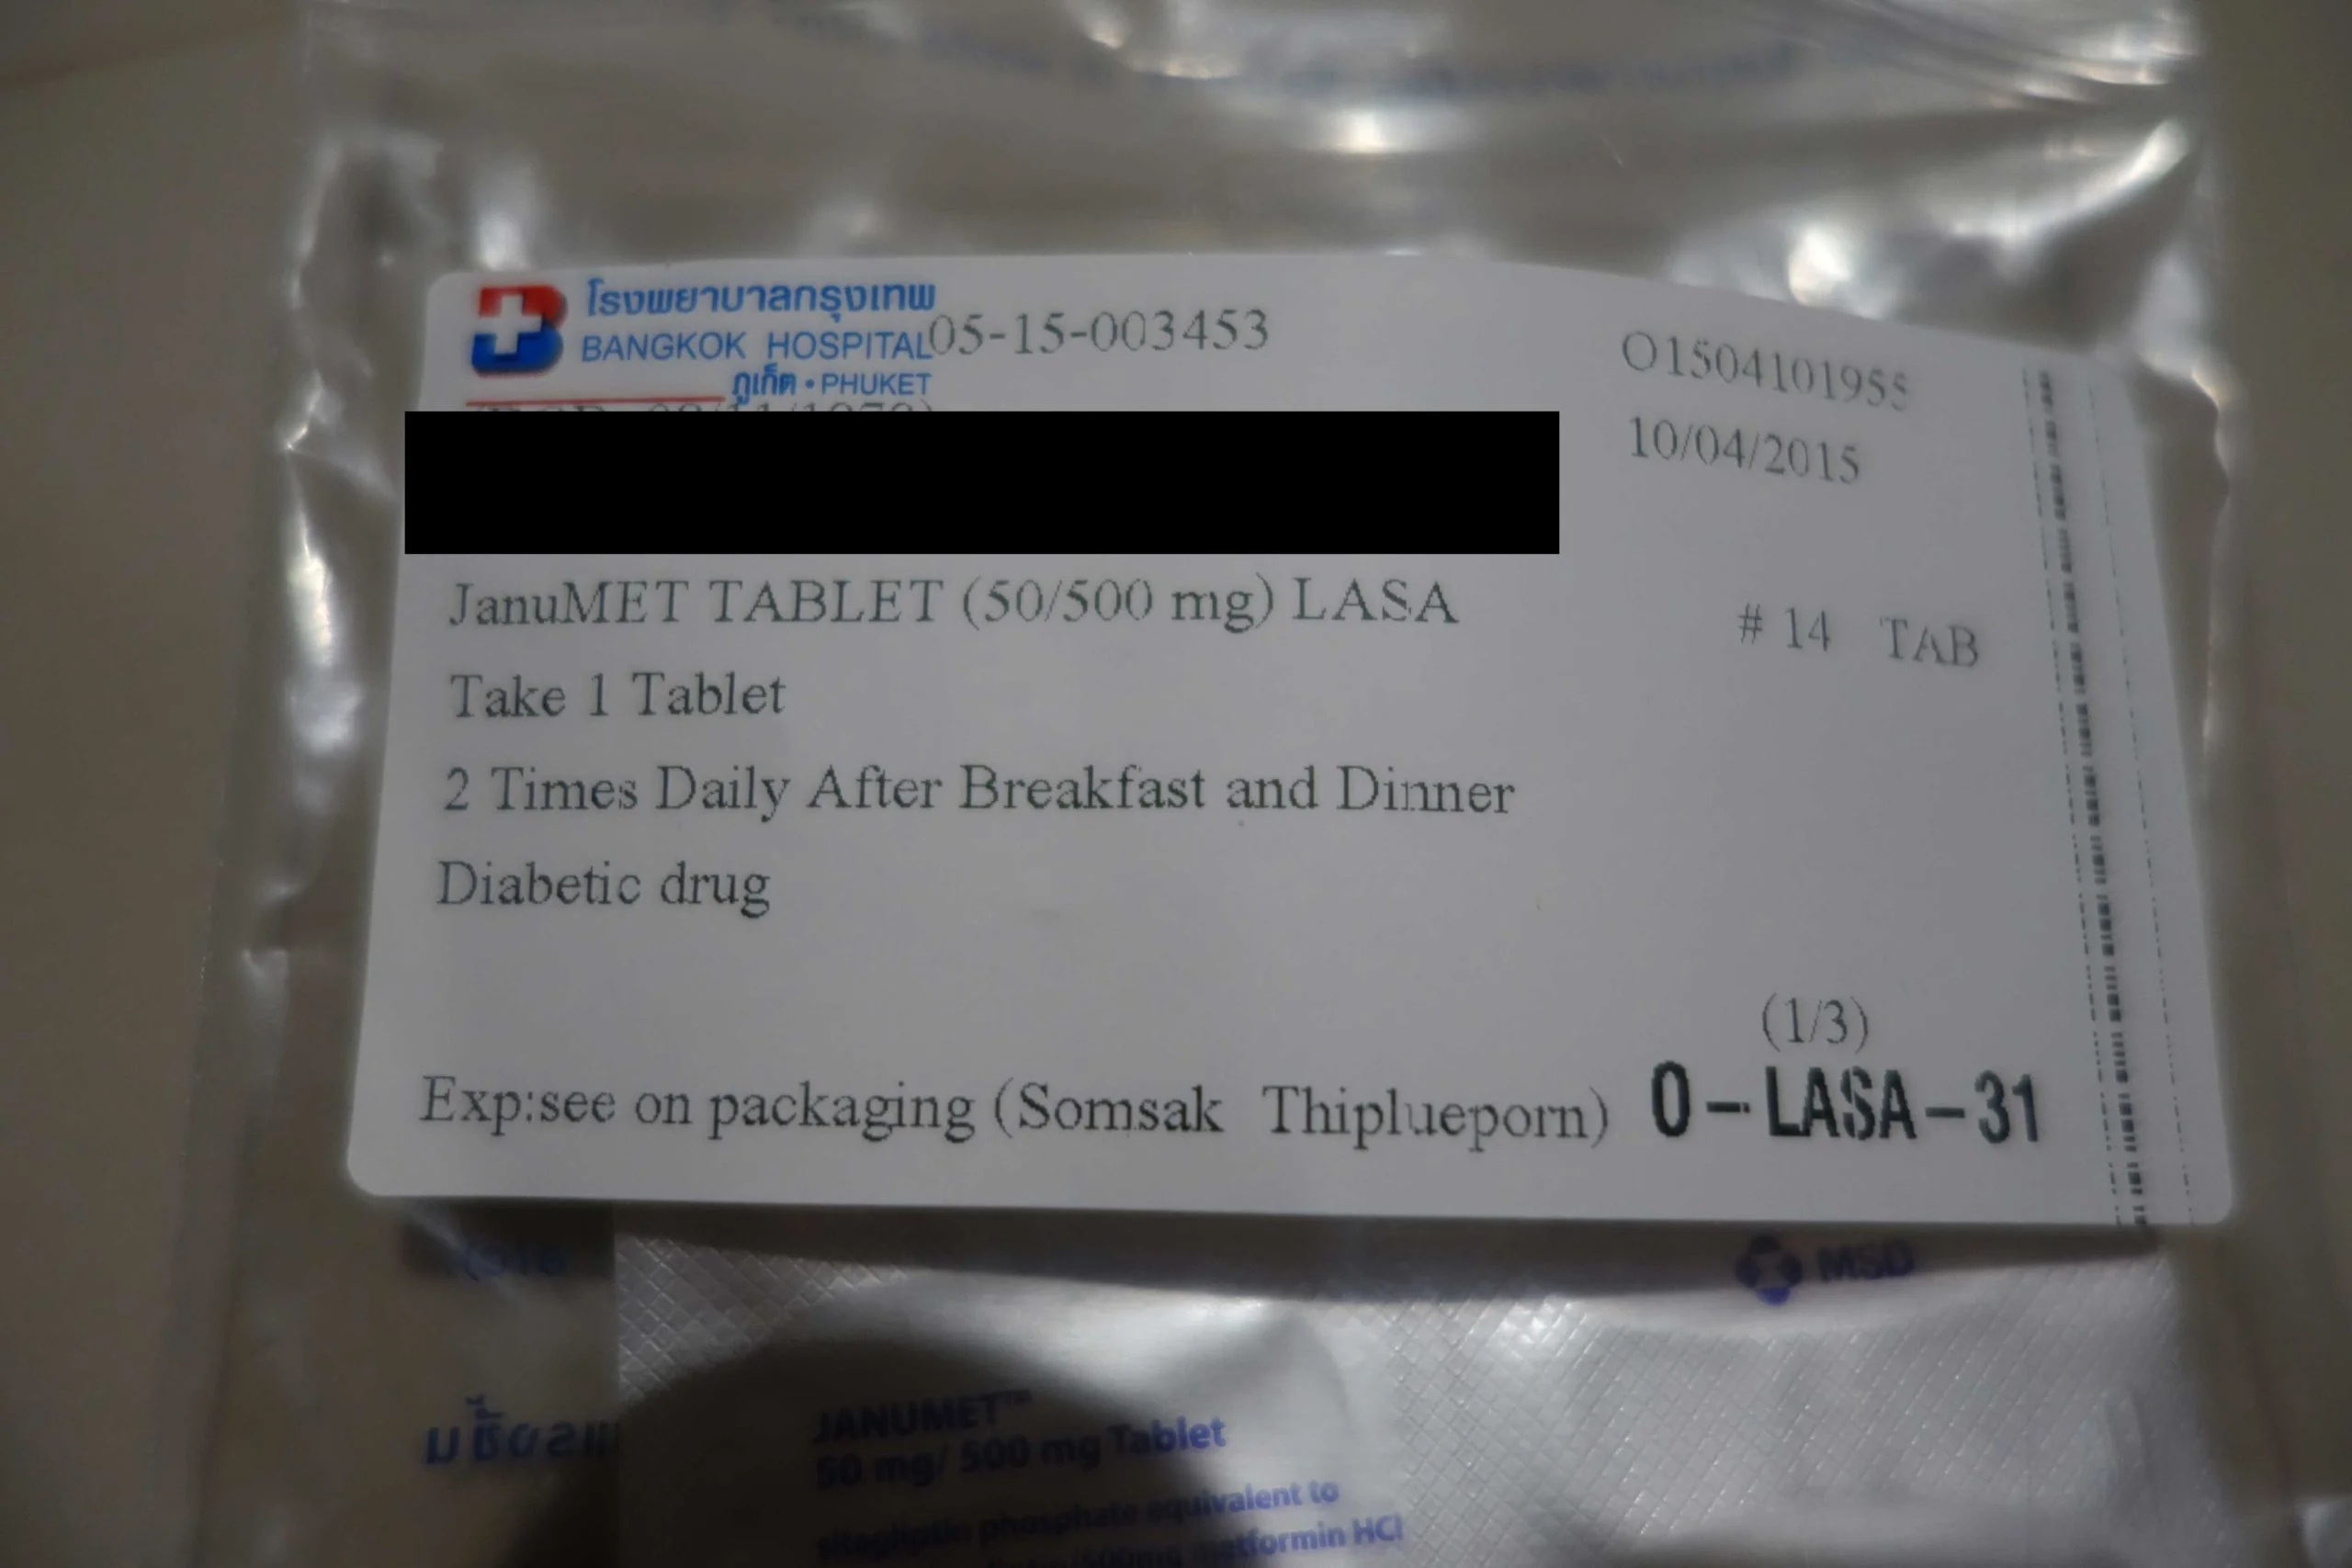 โรงพยาบาลกรุงเทพ
BANGKOK HOSPITAL
ภูเก็ต • PHUKET
05-15-003453
O1504101955
10/04/2015
JanuMET TABLET (50/500 mg) LASA
# 14 TAB
Take 1 Tablet
2 Times Daily After Breakfast and Dinner
Diabetic drug
(1/3)
Exp:see on packaging (Somsak Thiplueporn)
O-LASA-31
MSD
JANUMET™
50 mg/ 500 mg Tablet
sitagliptin phosphate equivalent to
metformin HCl